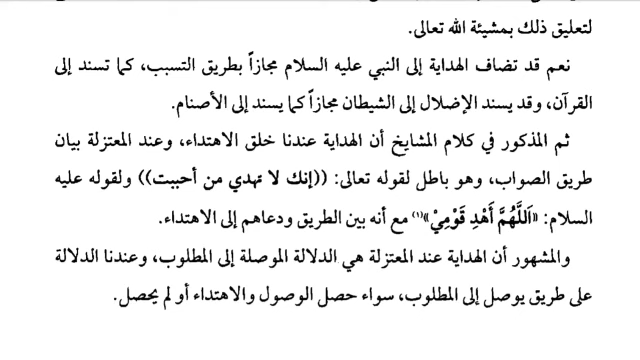 لتعليق ذلك بمشيئة الله تعالى.
نعم قد تضاف الهداية إلى النبي عليه السلام مجازاً بطريق التسبب، كما تسند إلى
القرآن، وقد يسند الإضلال إلى الشيطان مجازاً كما يسند إلى الأصنام.
ثم المذكور في كلام المشايخ أن الهداية عندنا خلق الاهتداء، وعند المعتزلة بيان
طريق الصواب، وهو باطل لقوله تعالى: ((إنك لا تهدي من أحببت)) ولقوله عليه
السلام: «اَللَّهُمَّ أَهْدِ قَوْمِيْ»(١) مع أنه بين الطريق ودعاهم إلى الاهتداء.
والمشهور أن الهداية عند المعتزلة هي الدلالة الموصلة إلى المطلوب، وعندنا الدلالة
على طريق يوصل إلى المطلوب، سواء حصل الوصول والاهتداء أو لم يحصل.